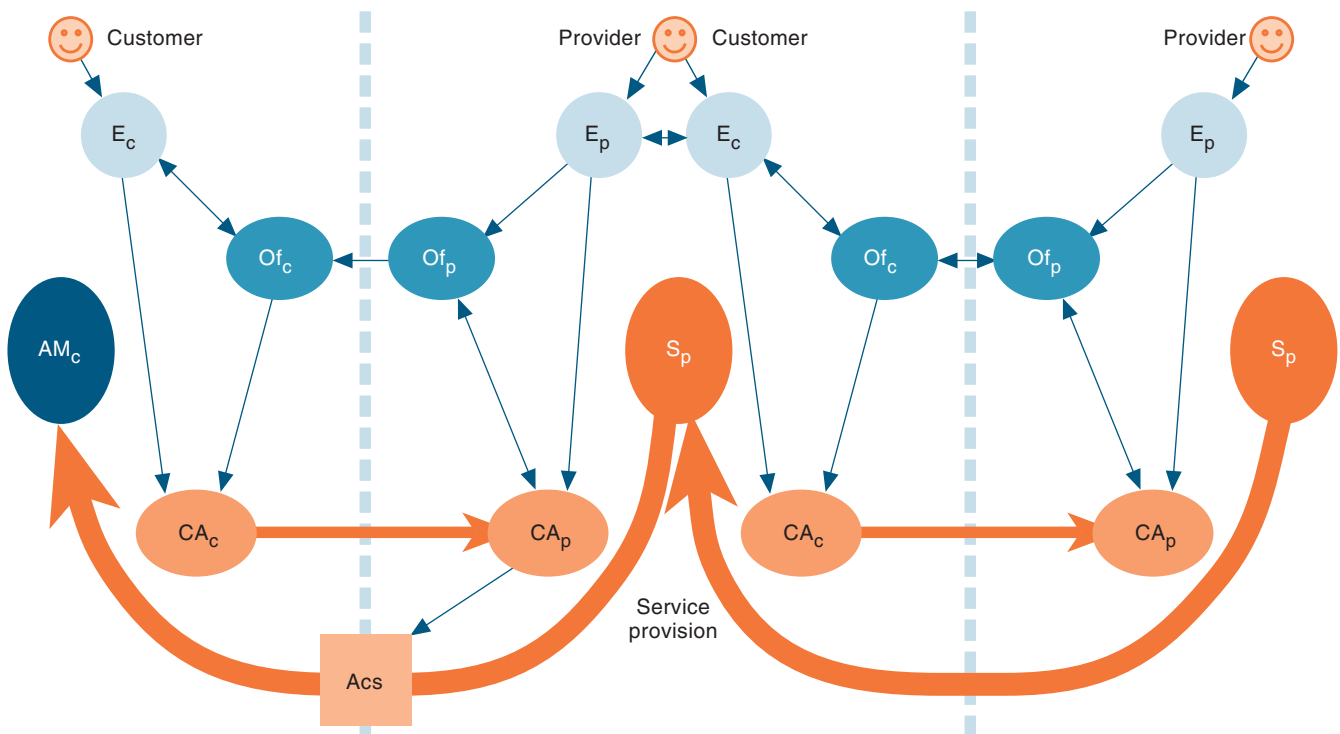 Customer
Provider
Customer
Provider
Ec
Ep
Ec
Ep
Ofc
Ofp
Ofc
Ofp
AMc
Sp
Sp
CAc
CAp
CAc
CAp
Service
provision
Acs